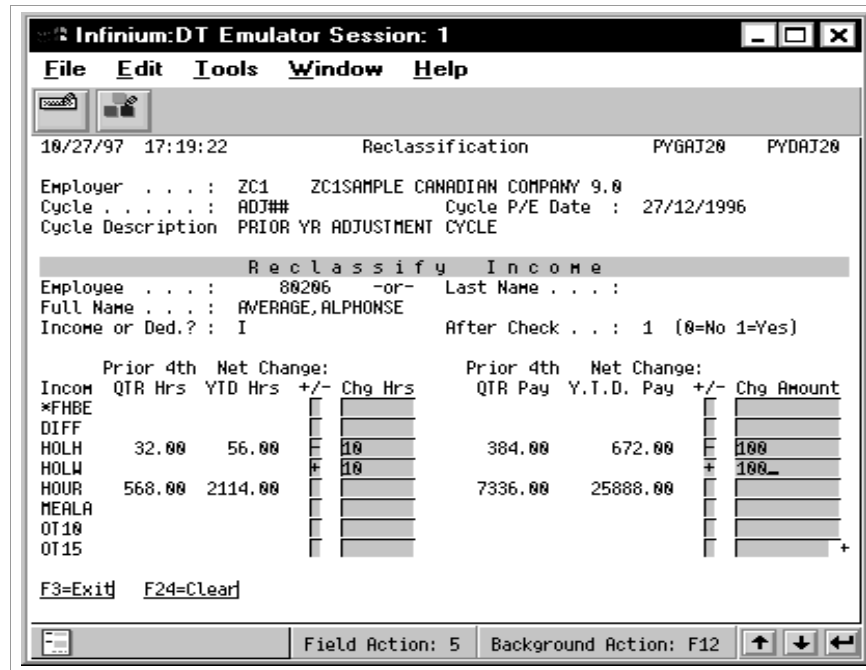 Infinium:DT Emulator Session: 1
File Edit Tools Window Help
10/27/97 17:19:22 Reclassification PYGAJ20 PYDAJ20
Employer . . . : ZC1 ZC1SAMPLE CANADIAN COMPANY 9.0
Cycle . . . . . : ADJ## Cycle P/E Date : 27/12/1996
Cycle Description PRIOR YR ADJUSTMENT CYCLE
Reclassify Income
Employee . . . : 80206 -or- Last Name . . . :
Full Name . . . : AVERAGE,ALPHONSE
Income or Ded.? : I After Check . . : 1 (0=No 1=Yes)
Prior 4th Net Change: Prior 4th Net Change:
Incom QTR Hrs YTD Hrs +/- Chg Hrs QTR Pay Y.T.D. Pay +/- Chg Amount
*FHBE
DIFF
HOLH 32.00 56.00 - 10 384.00 672.00 - 100
HOLW + 10 + 100_
HOUR 568.00 2114.00 7336.00 25888.00
MEALA
OT10
OT15 +
F3=Exit F24=Clear
Field Action: 5 Background Action: F12